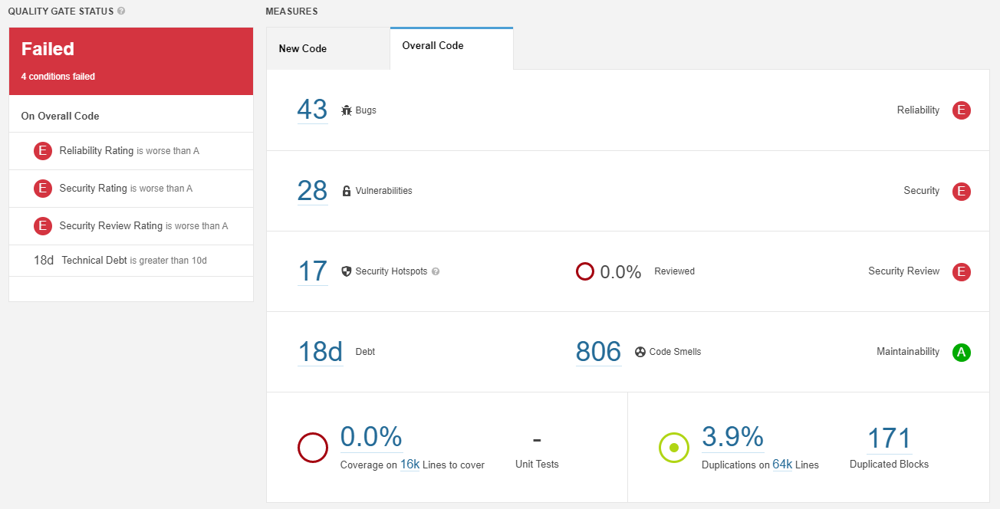 QUALITY GATE STATUS ?
Failed
4 conditions failed
On Overall Code
E Reliability Rating is worse than A
E Security Rating is worse than A
E Security Review Rating is worse than A
18d Technical Debt is greater than 10d
MEASURES
New Code
Overall Code
43 Bugs
Reliability E
28 Vulnerabilities
Security E
17 Security Hotspots ?
0.0% Reviewed
Security Review E
18d Debt
806 Code Smells
Maintainability A
0.0%
Coverage on 16k Lines to cover
-
Unit Tests
3.9%
Duplications on 64k Lines
171
Duplicated Blocks